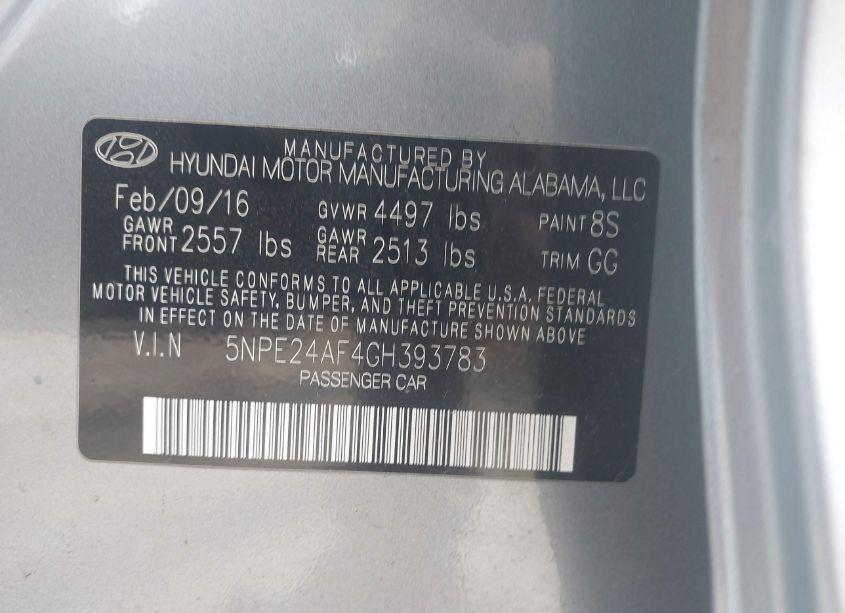 MANUFACTURED BY
HYUNDAI MOTOR MANUFACTURING ALABAMA, LLC
Feb/09/16 GVWR 4497 lbs PAINT 8S
GAWR FRONT 2557 lbs GAWR REAR 2513 lbs TRIM GG
THIS VEHICLE CONFORMS TO ALL APPLICABLE U.S.A. FEDERAL
MOTOR VEHICLE SAFETY, BUMPER, AND THEFT PREVENTION STANDARDS
IN EFFECT ON THE DATE OF MANUFACTURE SHOWN ABOVE
V.I.N 5NPE24AF4GH393783
PASSENGER CAR